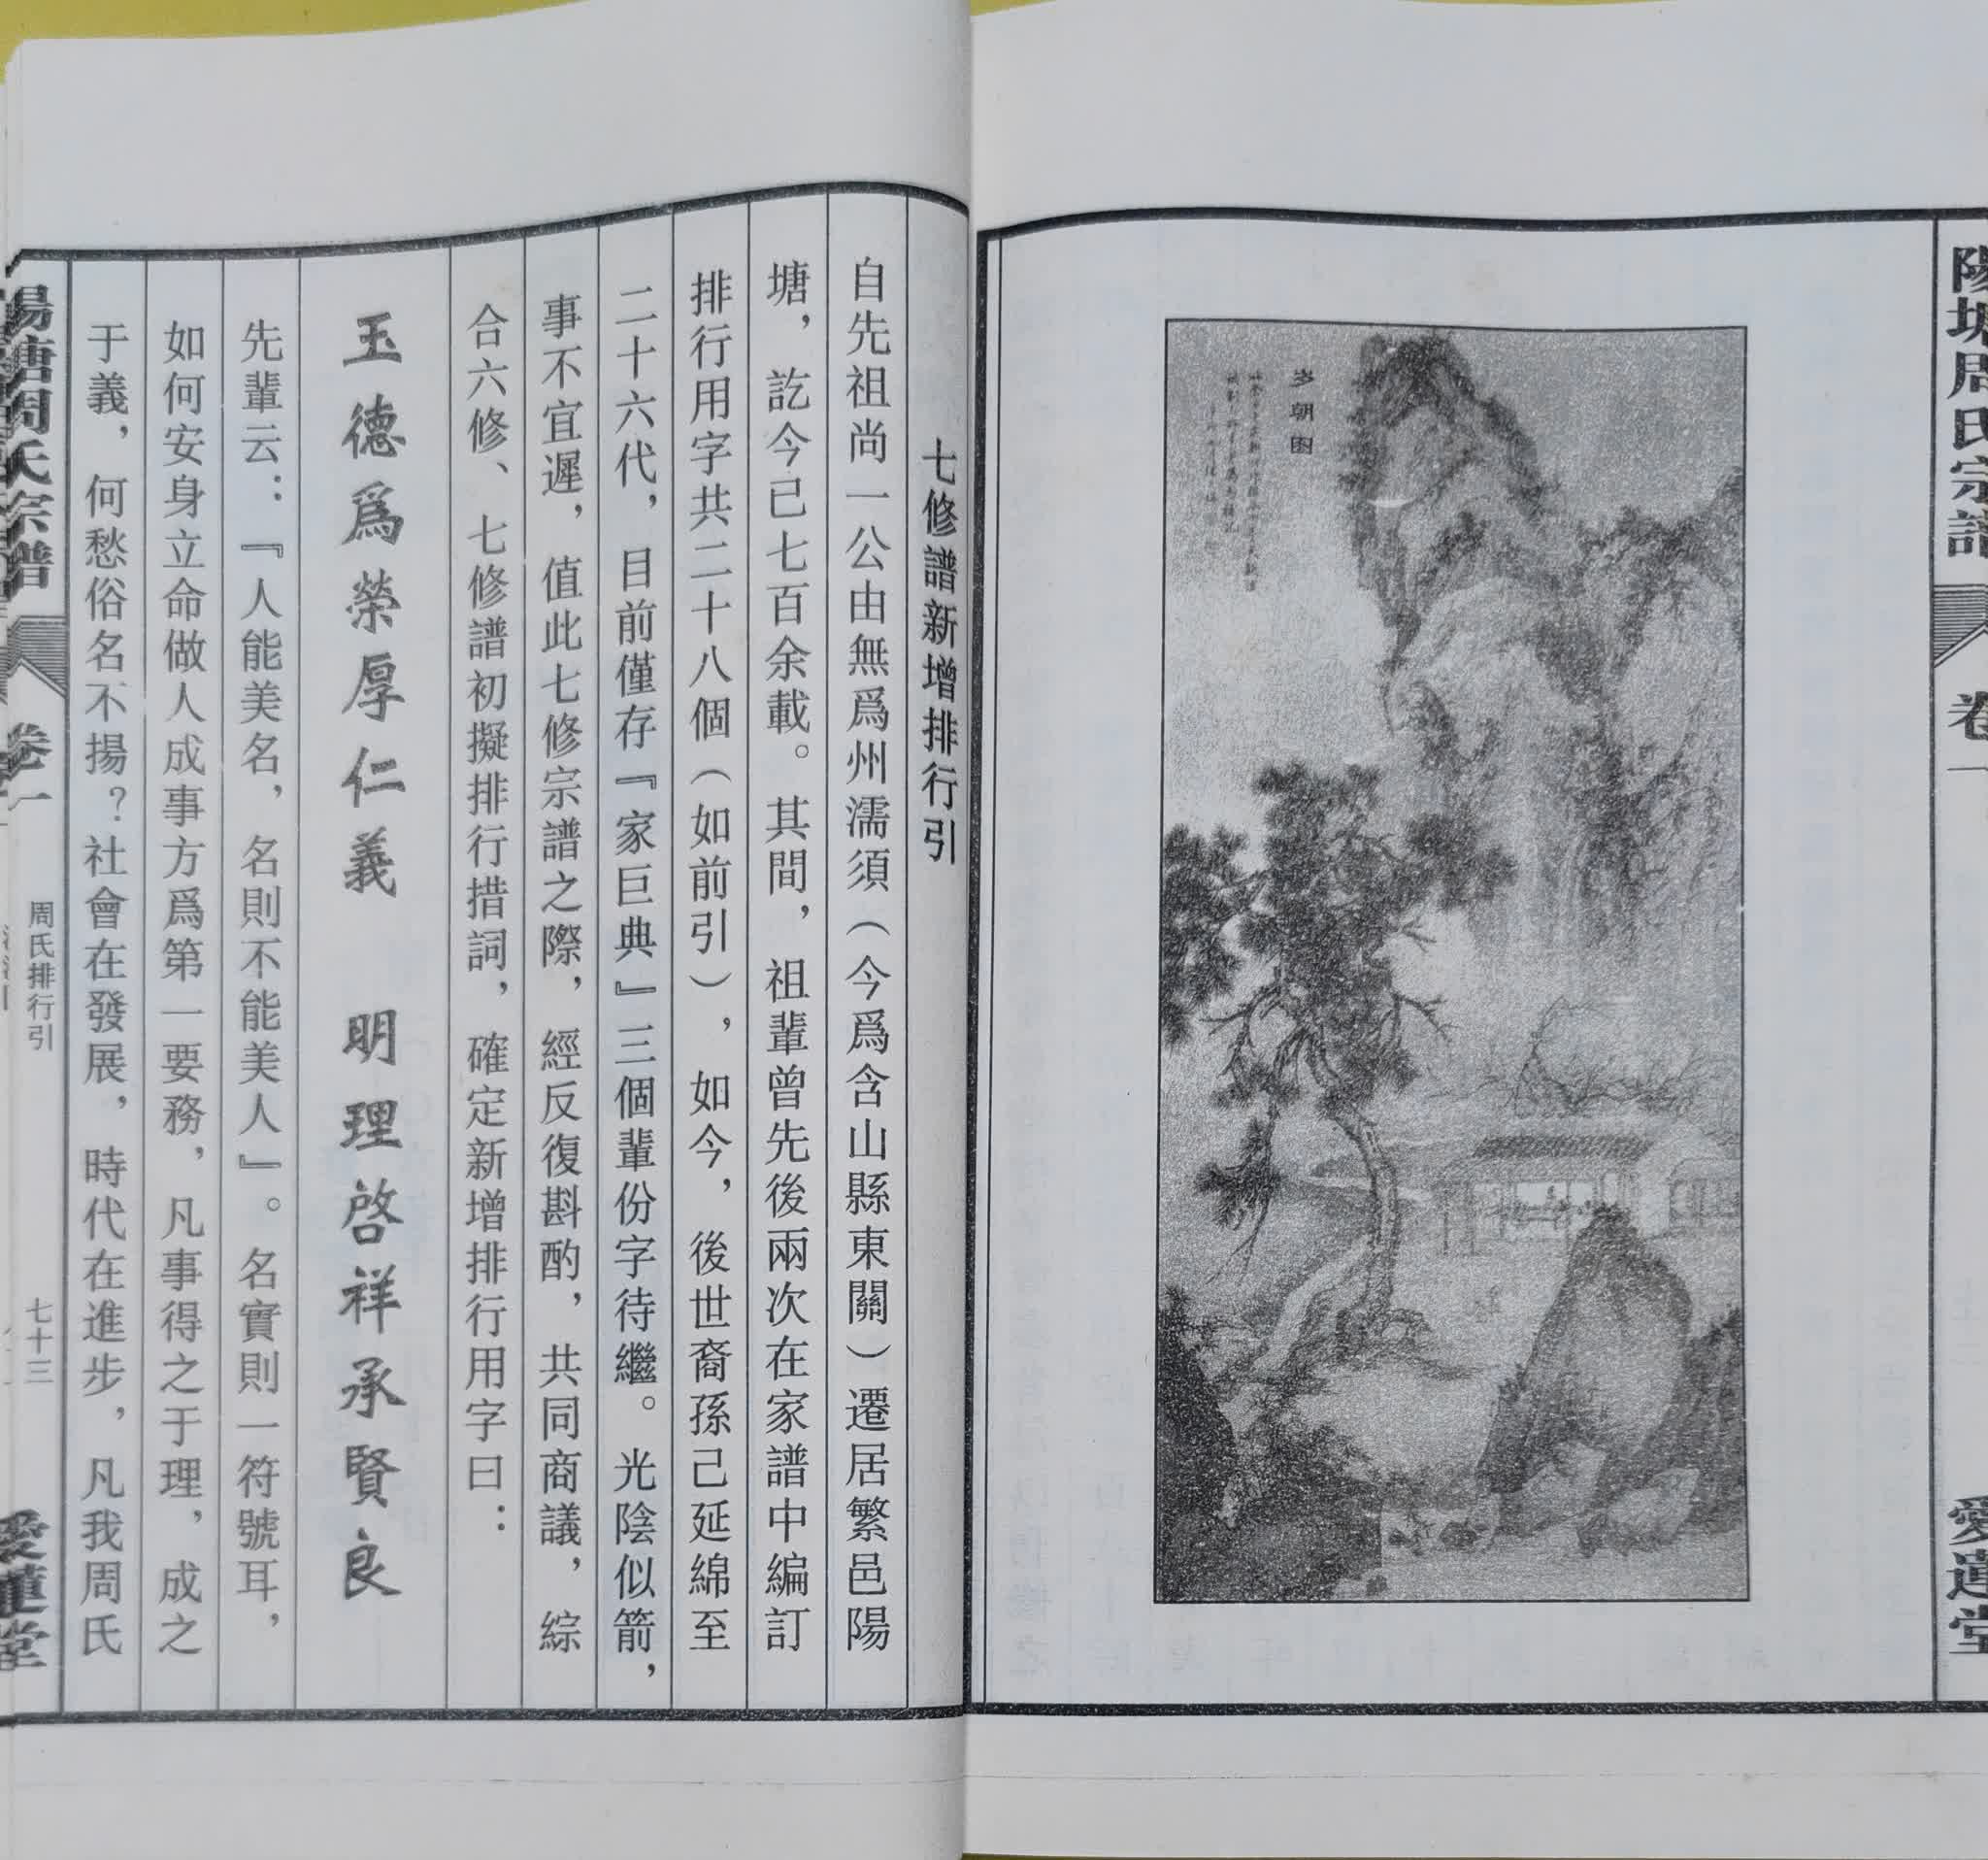 陽塘周氏宗譜
卷一
愛蓮堂
岁朝图
七修譜新增排行引
自先祖尚一公由無爲州濡須（今爲含山縣東關）遷居繁邑陽
塘，訖今已七百余載。其間，祖輩曾先後兩次在家譜中編訂
排行用字共二十八個（如前引），如今，後世裔孫己延綿至
二十六代，目前僅存『家巨典』三個輩份字待繼。光陰似箭，
事不宜遲，值此七修宗譜之際，經反復斟酌，共同商議，綜
合六修、七修譜初擬排行措詞，確定新增排行用字曰：
玉德爲榮厚仁義 明理啓祥承賢良
先輩云：『人能美名，名則不能美人』。名實則一符號耳，
如何安身立命做人成事方爲第一要務，凡事得之于理，成之
于義，何愁俗名不揚？社會在發展，時代在進步，凡我周氏
陽塘周氏宗譜
卷一
周氏排行引
七十三
愛蓮堂